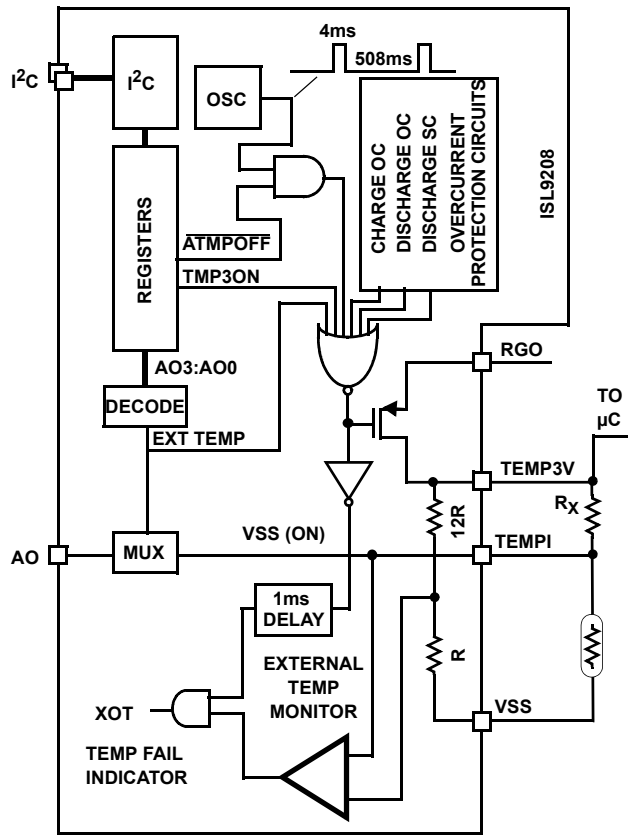 4ms
508ms
I²C
I²C
OSC
CHARGE OC
DISCHARGE OC
DISCHARGE SC
OVERCURRENT
PROTECTION CIRCUITS
ISL9208
REGISTERS
ATMPOFF
TMP3ON
RGO
AO3:AO0
TO
µC
DECODE
EXT TEMP
TEMP3V
RX
12R
VSS (ON)
AO
MUX
TEMPI
1ms
DELAY
R
EXTERNAL
TEMP
MONITOR
XOT
VSS
TEMP FAIL
INDICATOR